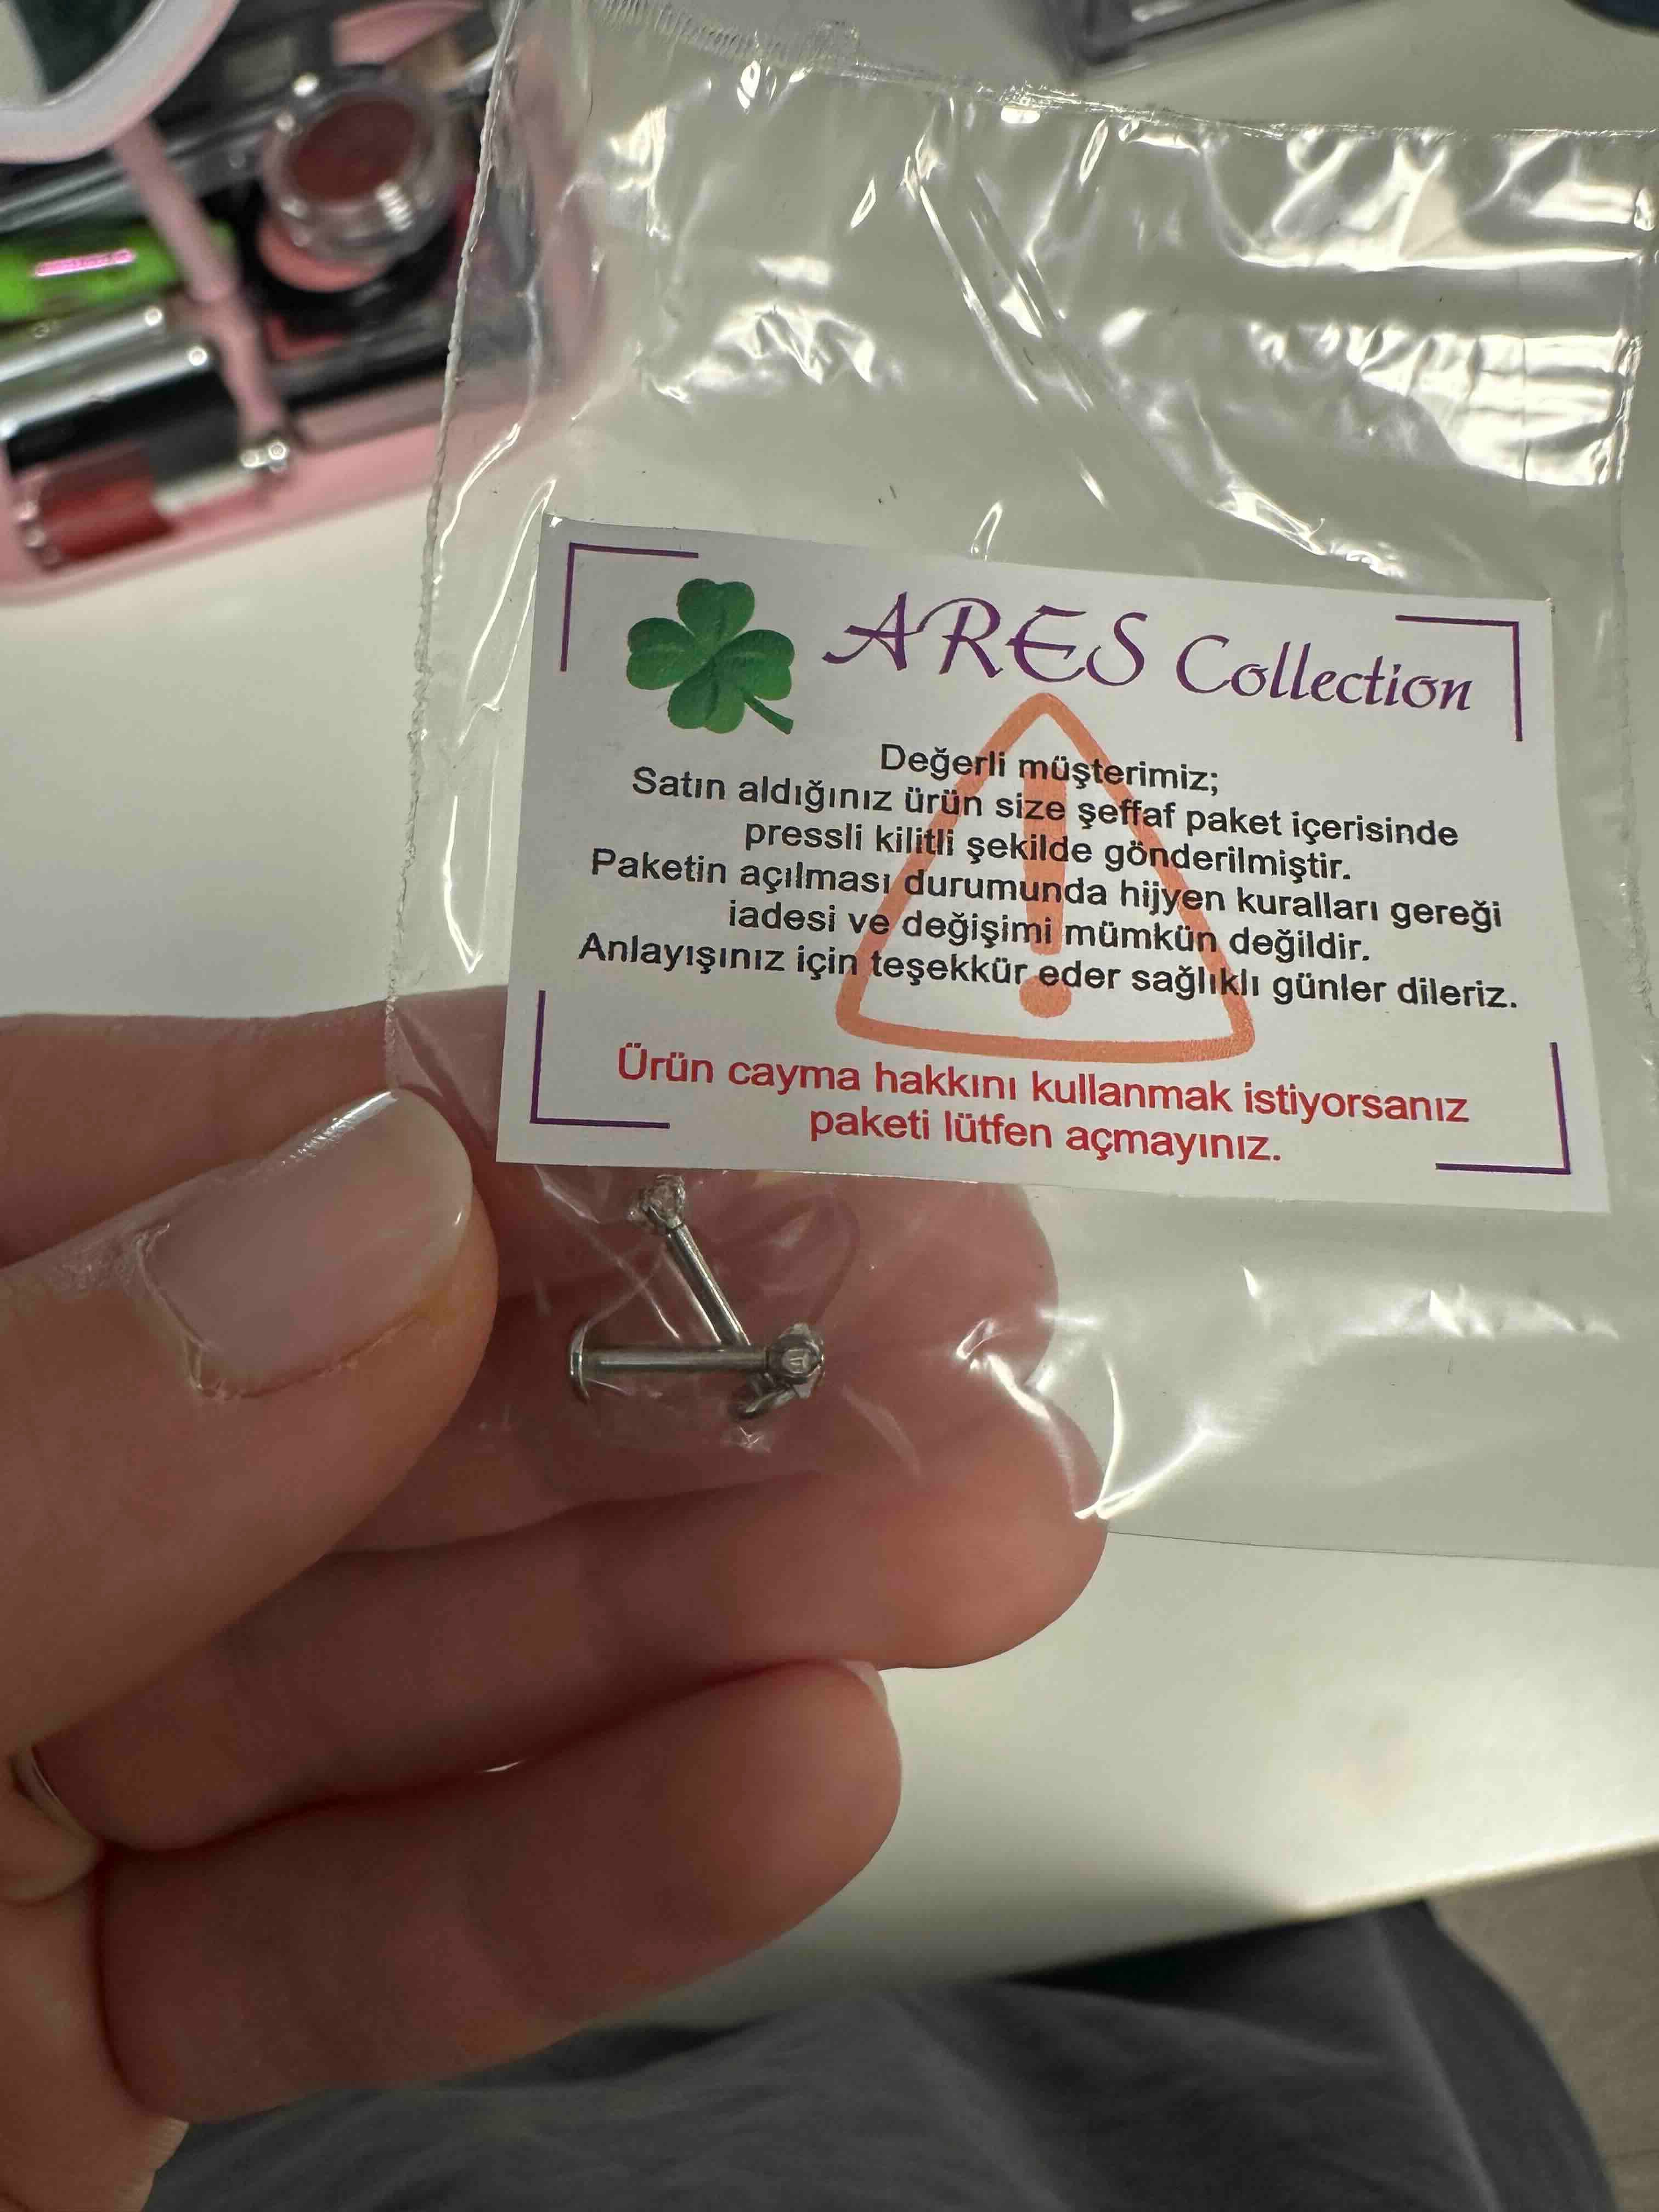 ARES Collection
Değerli müşterimiz;
Satın aldığınız ürün size şeffaf paket içerisinde
pressli kilitli şekilde gönderilmiştir.
Paketin açılması durumunda hijyen kuralları gereği
iadesi ve değişimi mümkün değildir.
Anlayışınız için teşekkür eder sağlıklı günler dileriz.
Ürün cayma hakkını kullanmak istiyorsanız
paketi lütfen açmayınız.